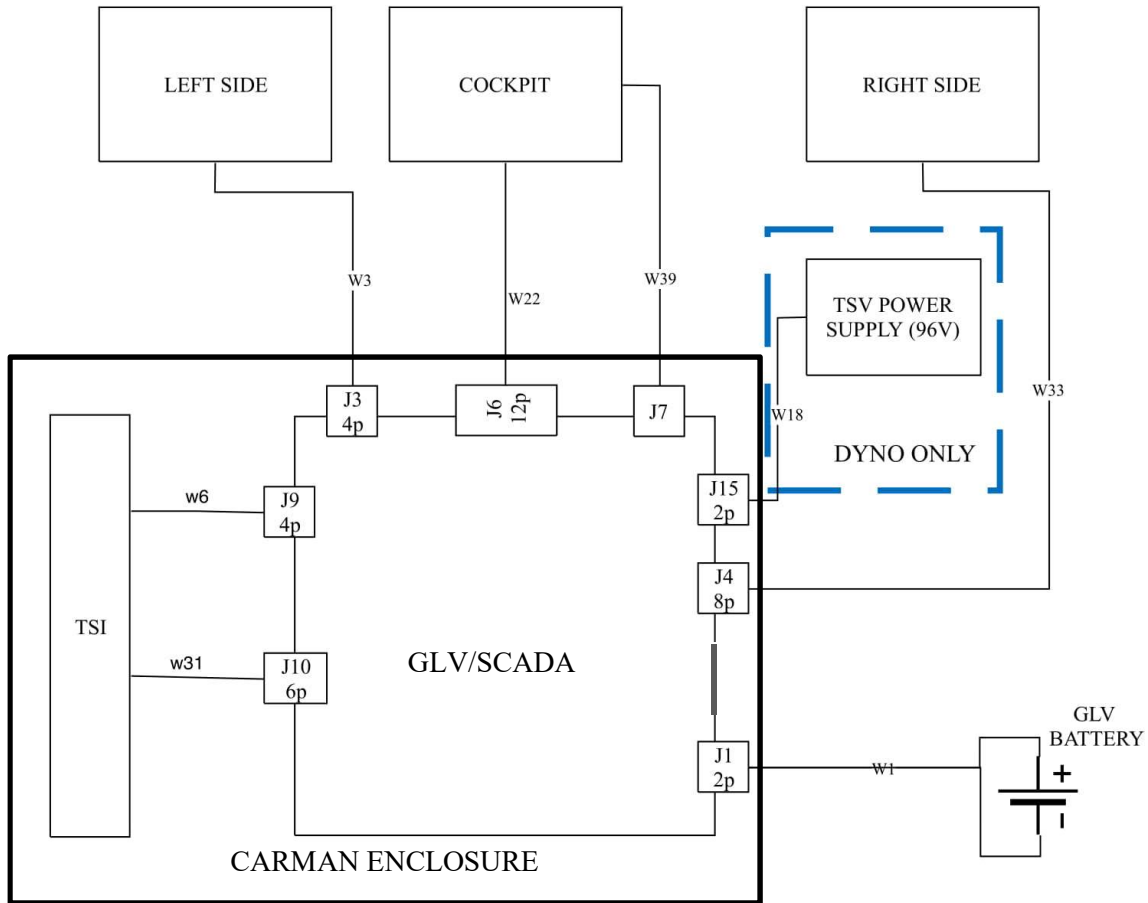 LEFT SIDE
COCKPIT
RIGHT SIDE
W3
W22
W39
TSV POWER
SUPPLY (96V)
W33
W18
DYNO ONLY
J3
4p
J6
12p
J7
J15
2p
w6
J9
4p
J4
8p
TSI
w31
J10
6p
GLV/SCADA
GLV
BATTERY
J1
2p
W1
+
-
CARMAN ENCLOSURE